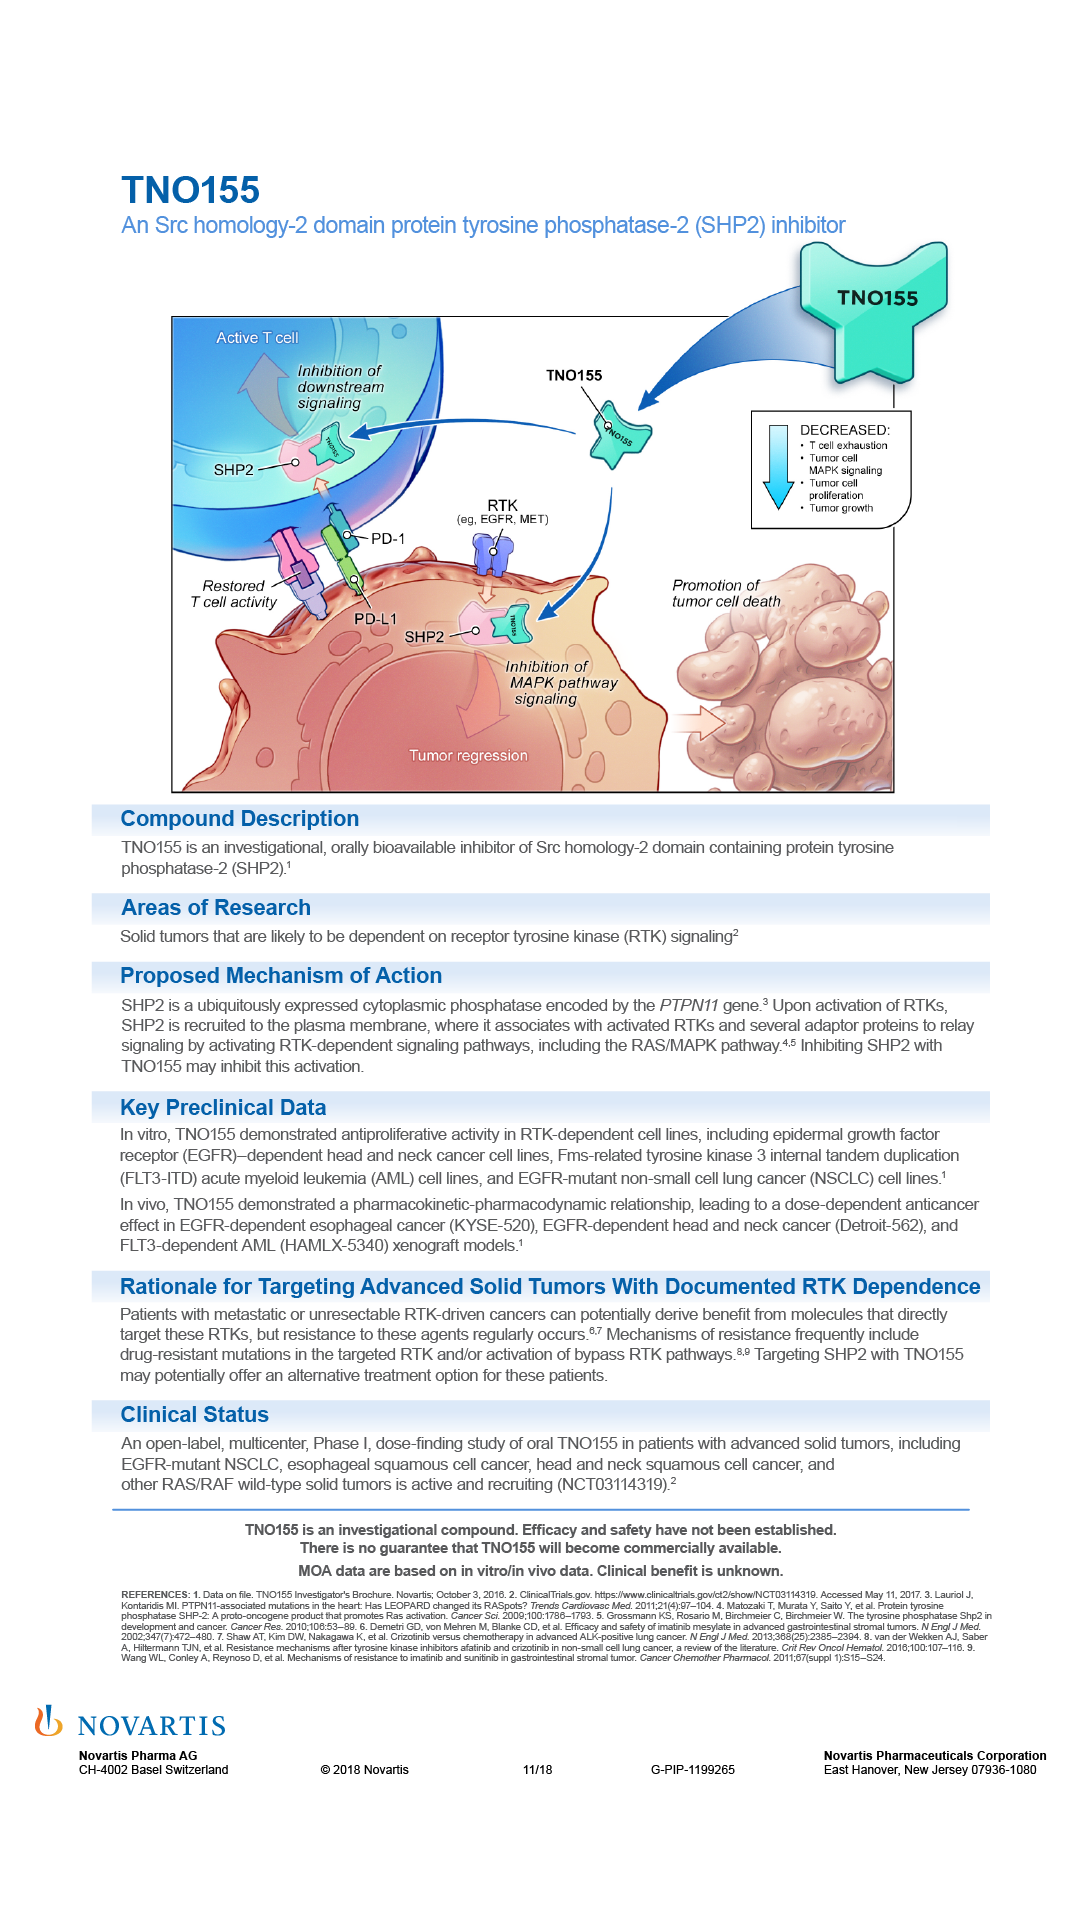 TNO155
An Src homology-2 domain protein tyrosine phosphatase-2 (SHP2) inhibitor
TNO155
Active T cell
Inhibition of
downstream
signaling
TNO155
TNO155
TNO155
SHP2
DECREASED:
• T cell exhaustion
• Tumor cell
MAPK signaling
• Tumor cell
proliferation
• Tumor growth
RTK
(eg, EGFR, MET)
PD-1
Restored
T cell activity
PD-L1
Promotion of
tumor cell death
SHP2
TNO155
Inhibition of
MAPK pathway
signaling
Tumor regression
Compound Description
TNO155 is an investigational, orally bioavailable inhibitor of Src homology-2 domain containing protein tyrosine
phosphatase-2 (SHP2).¹
Areas of Research
Solid tumors that are likely to be dependent on receptor tyrosine kinase (RTK) signaling²
Proposed Mechanism of Action
SHP2 is a ubiquitously expressed cytoplasmic phosphatase encoded by the PTPN11 gene.³ Upon activation of RTKs,
SHP2 is recruited to the plasma membrane, where it associates with activated RTKs and several adaptor proteins to relay
signaling by activating RTK-dependent signaling pathways, including the RAS/MAPK pathway.⁴,⁵ Inhibiting SHP2 with
TNO155 may inhibit this activation.
Key Preclinical Data
In vitro, TNO155 demonstrated antiproliferative activity in RTK-dependent cell lines, including epidermal growth factor
receptor (EGFR)–dependent head and neck cancer cell lines, Fms-related tyrosine kinase 3 internal tandem duplication
(FLT3-ITD) acute myeloid leukemia (AML) cell lines, and EGFR-mutant non-small cell lung cancer (NSCLC) cell lines.¹
In vivo, TNO155 demonstrated a pharmacokinetic-pharmacodynamic relationship, leading to a dose-dependent anticancer
effect in EGFR-dependent esophageal cancer (KYSE-520), EGFR-dependent head and neck cancer (Detroit-562), and
FLT3-dependent AML (HAMLX-5340) xenograft models.¹
Rationale for Targeting Advanced Solid Tumors With Documented RTK Dependence
Patients with metastatic or unresectable RTK-driven cancers can potentially derive benefit from molecules that directly
target these RTKs, but resistance to these agents regularly occurs.⁶,⁷ Mechanisms of resistance frequently include
drug-resistant mutations in the targeted RTK and/or activation of bypass RTK pathways.⁸,⁹ Targeting SHP2 with TNO155
may potentially offer an alternative treatment option for these patients.
Clinical Status
An open-label, multicenter, Phase I, dose-finding study of oral TNO155 in patients with advanced solid tumors, including
EGFR-mutant NSCLC, esophageal squamous cell cancer, head and neck squamous cell cancer, and
other RAS/RAF wild-type solid tumors is active and recruiting (NCT03114319).²
TNO155 is an investigational compound. Efficacy and safety have not been established.
There is no guarantee that TNO155 will become commercially available.
MOA data are based on in vitro/in vivo data. Clinical benefit is unknown.
REFERENCES: 1. Data on file. TNO155 Investigator's Brochure. Novartis; October 3, 2016. 2. ClinicalTrials.gov. https://www.clinicaltrials.gov/ct2/show/NCT03114319. Accessed May 11, 2017. 3. Lauriol J,
Kontaridis MI. PTPN11-associated mutations in the heart: Has LEOPARD changed its RASpots? Trends Cardiovasc Med. 2011;21(4):97–104. 4. Matozaki T, Murata Y, Saito Y, et al. Protein tyrosine
phosphatase SHP-2: A proto-oncogene product that promotes Ras activation. Cancer Sci. 2009;100:1786–1793. 5. Grossmann KS, Rosario M, Birchmeier C, Birchmeier W. The tyrosine phosphatase Shp2 in
development and cancer. Cancer Res. 2010;106:53–89. 6. Demetri GD, von Mehren M, Blanke CD, et al. Efficacy and safety of imatinib mesylate in advanced gastrointestinal stromal tumors. N Engl J Med.
2002;347(7):472–480. 7. Shaw AT, Kim DW, Nakagawa K, et al. Crizotinib versus chemotherapy in advanced ALK-positive lung cancer. N Engl J Med. 2013;368(25):2385–2394. 8. van der Wekken AJ, Saber
A, Hiltermann TJN, et al. Resistance mechanisms after tyrosine kinase inhibitors afatinib and crizotinib in non-small cell lung cancer, a review of the literature. Crit Rev Oncol Hematol. 2016;100:107–116. 9.
Wang WL, Conley A, Reynoso D, et al. Mechanisms of resistance to imatinib and sunitinib in gastrointestinal stromal tumor. Cancer Chemother Pharmacol. 2011;67(suppl 1):S15–S24.
NOVARTIS
Novartis Pharma AG
CH-4002 Basel Switzerland
© 2018 Novartis
11/18
G-PIP-1199265
Novartis Pharmaceuticals Corporation
East Hanover, New Jersey 07936-1080